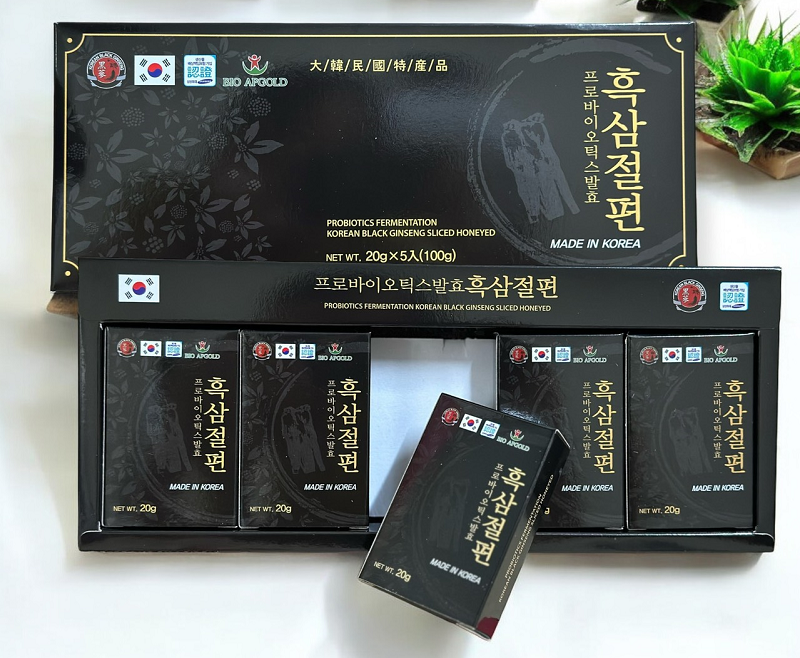 大/韓/民/國/特/産/品
BIO APGOLD
흑삼절편
프로바이오틱스발효
PROBIOTICS FERMENTATION
KOREAN BLACK GINSENG SLICED HONEYED
NET WT. 20g×5入(100g)
MADE IN KOREA
프로바이오틱스발효흑삼절편
PROBIOTICS FERMENTATION KOREAN BLACK GINSENG SLICED HONEYED
BIO APGOLD
흑삼절편
프로바이오틱스발효
MADE IN KOREA
NET WT. 20g
BIO APGOLD
흑삼절편
프로바이오틱스발효
MADE IN KOREA
NET WT. 20g
BIO APGOLD
흑삼절편
프로바이오틱스발효
MADE IN KOREA
NET WT. 20g
PROBIOTICS FERMENTATION
KOREAN BLACK GINSENG SLICED HONEYED
BIO APGOLD
흑삼절편
프로바이오틱스발효
MADE IN KOREA
g
BIO APGOLD
흑삼절편
프로바이오틱스발효
MADE IN KOREA
NET WT. 20g